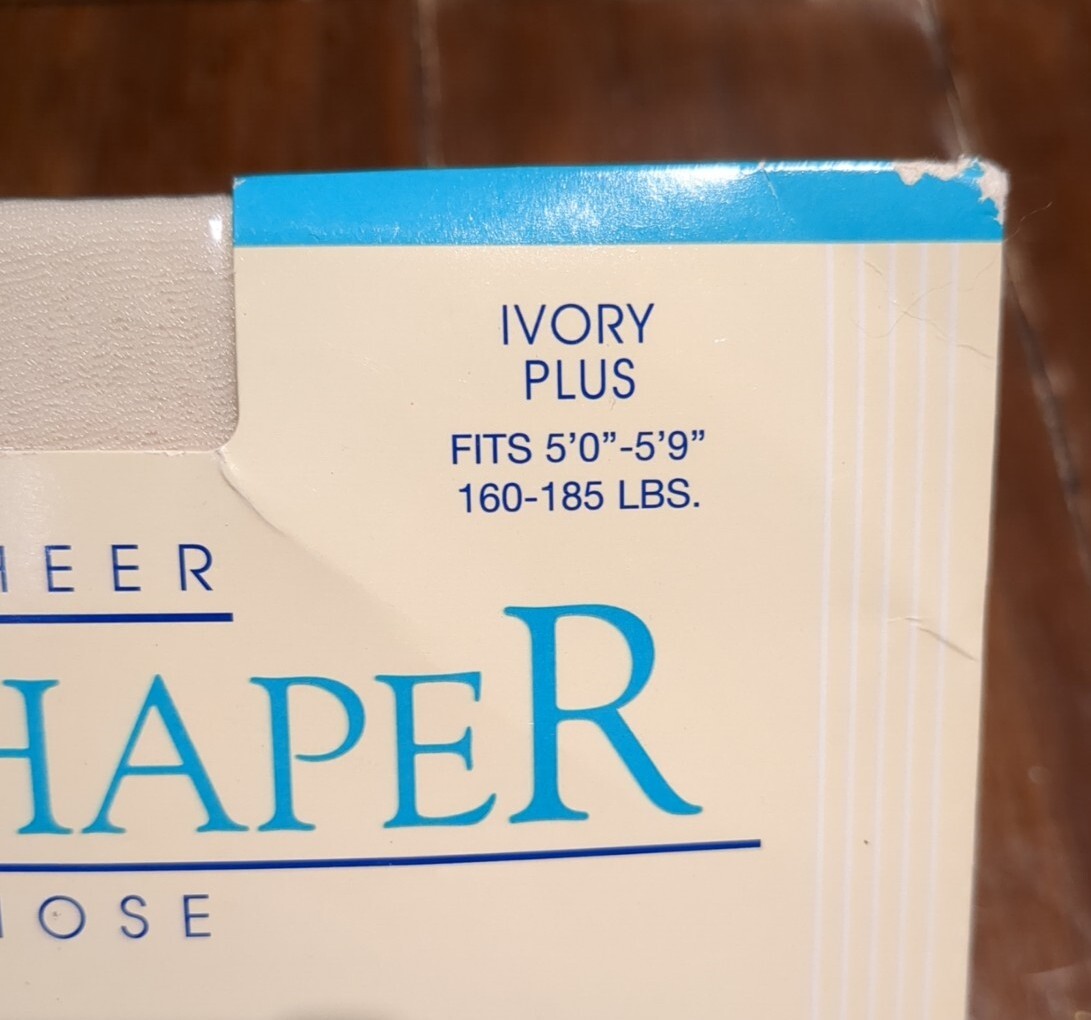 IVORY
PLUS
FITS 5’0”-5’9”
160-185 LBS.
HEER
HAPER
OSE